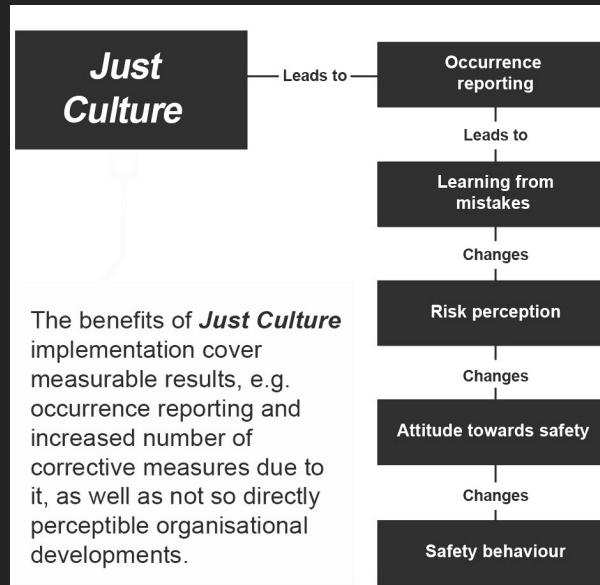 Just
Culture
Leads to
Occurrence
reporting
Leads to
Learning from
mistakes
Changes
Risk perception
Changes
Attitude towards safety
Changes
Safety behaviour
The benefits of Just Culture
implementation cover
measurable results, e.g.
occurrence reporting and
increased number of
corrective measures due to
it, as well as not so directly
perceptible organisational
developments.